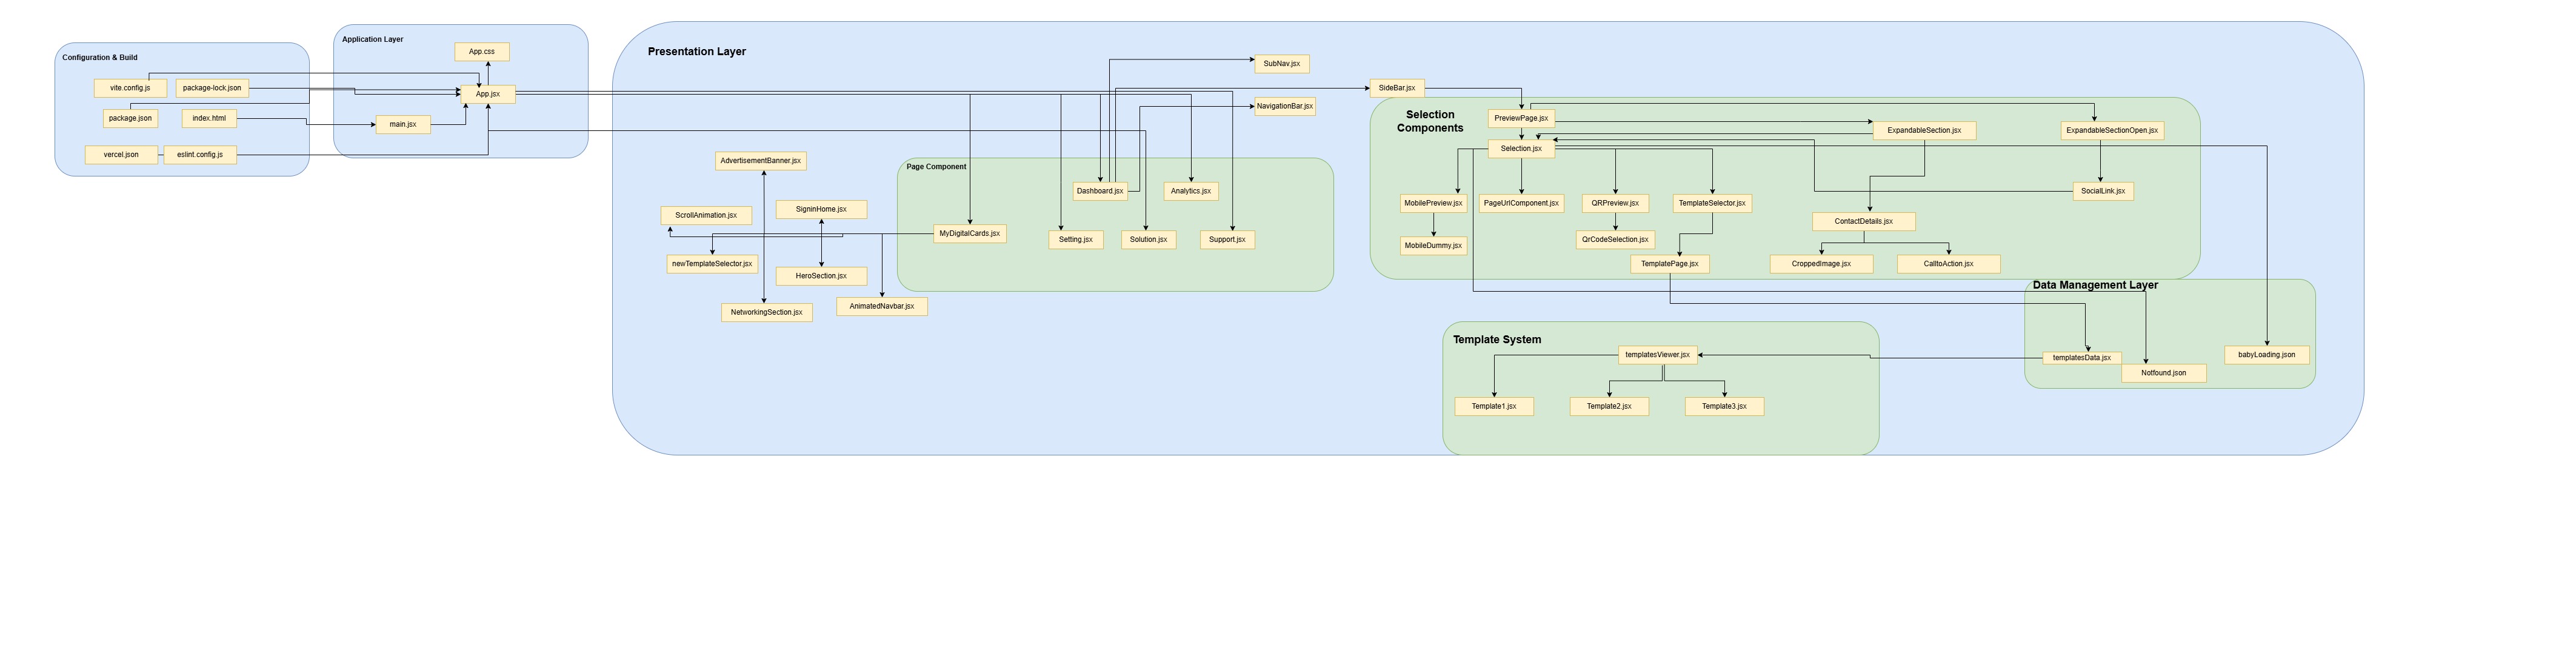 Configuration & Build
vite.config.js
package-lock.json
package.json
index.html
vercel.json
eslint.config.js
Application Layer
App.css
App.jsx
main.jsx
Presentation Layer
SubNav.jsx
NavigationBar.jsx
SideBar.jsx
AdvertisementBanner.jsx
ScrollAnimation.jsx
SigninHome.jsx
newTemplateSelector.jsx
HeroSection.jsx
NetworkingSection.jsx
AnimatedNavbar.jsx
Page Component
Dashboard.jsx
Analytics.jsx
MyDigitalCards.jsx
Setting.jsx
Solution.jsx
Support.jsx
Selection
Components
PreviewPage.jsx
ExpandableSection.jsx
ExpandableSectionOpen.jsx
Selection.jsx
SocialLink.jsx
MobilePreview.jsx
PageUrlComponent.jsx
QRPreview.jsx
TemplateSelector.jsx
ContactDetails.jsx
MobileDummy.jsx
QrCodeSelection.jsx
TemplatePage.jsx
CroppedImage.jsx
CalltoAction.jsx
Data Management Layer
templatesData.jsx
Notfound.json
babyLoading.json
Template System
templatesViewer.jsx
Template1.jsx
Template2.jsx
Template3.jsx